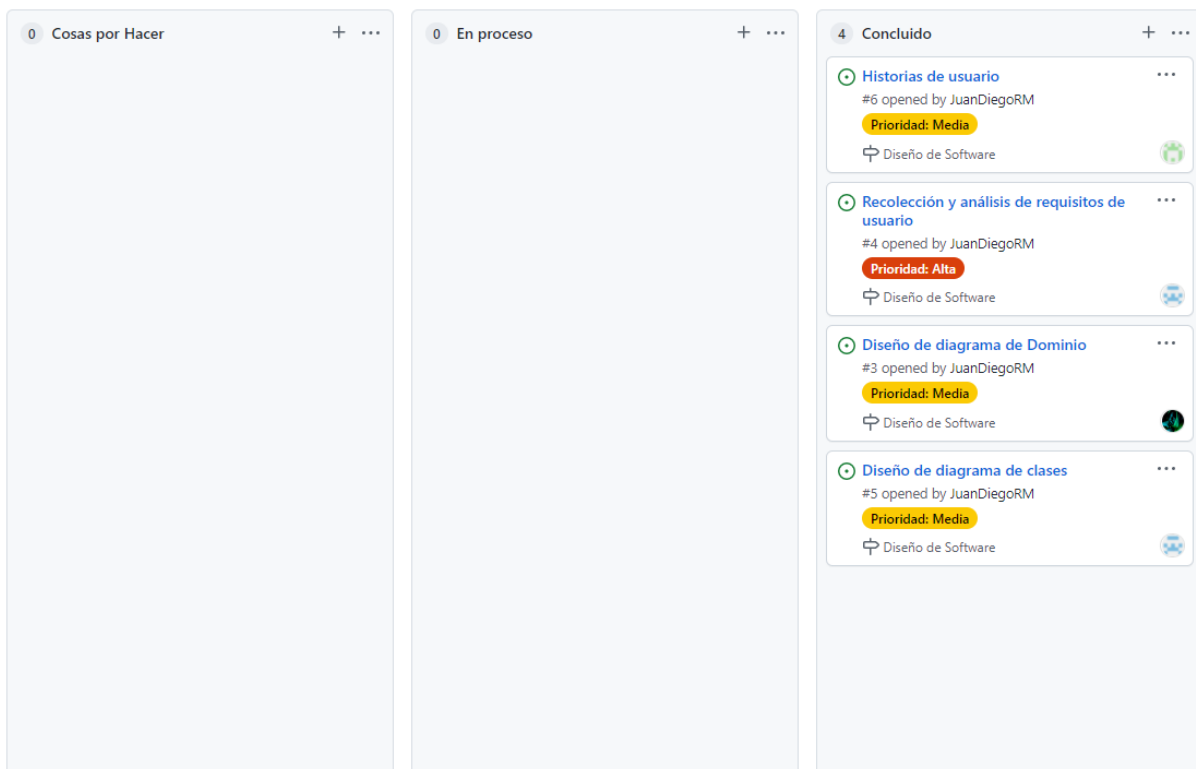 0 Cosas por Hacer
0 En proceso
4 Concluido
Historias de usuario
#6 opened by JuanDiegoRM
Prioridad: Media
Diseño de Software
Recolección y análisis de requisitos de
usuario
#4 opened by JuanDiegoRM
Prioridad: Alta
Diseño de Software
Diseño de diagrama de Dominio
#3 opened by JuanDiegoRM
Prioridad: Media
Diseño de Software
Diseño de diagrama de clases
#5 opened by JuanDiegoRM
Prioridad: Media
Diseño de Software